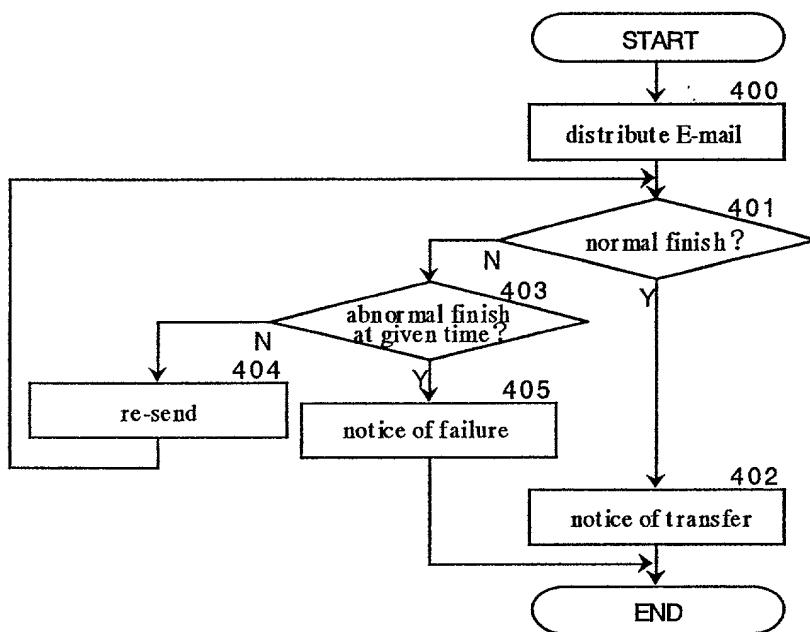 START
400
distribute E-mail
401
normal finish?
N
Y
403
abnormal finish
at given time?
N
Y
404
re-send
405
notice of failure
402
notice of transfer
END